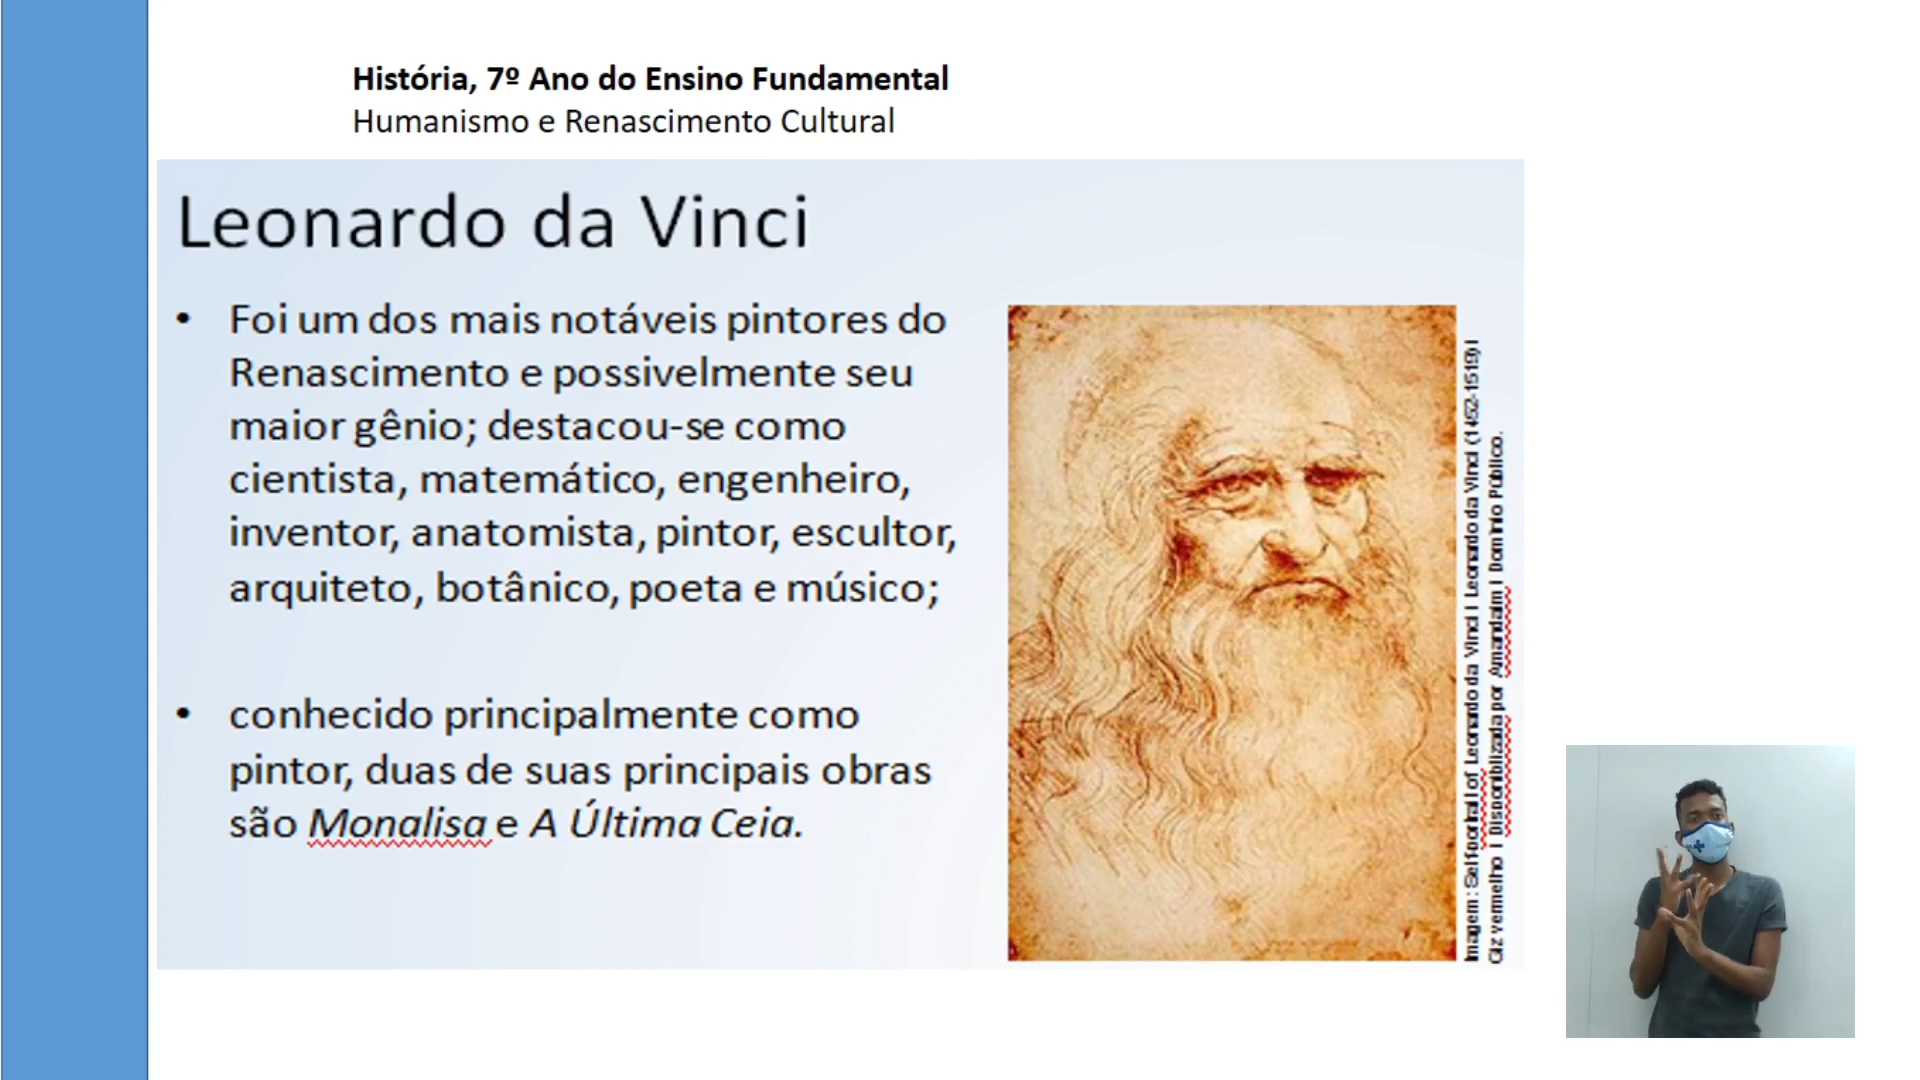 História, 7º Ano do Ensino Fundamental
Humanismo e Renascimento Cultural
Leonardo da Vinci
• Foi um dos mais notáveis pintores do
Renascimento e possivelmente seu
maior gênio; destacou-se como
cientista, matemático, engenheiro,
inventor, anatomista, pintor, escultor,
arquiteto, botânico, poeta e músico;
• conhecido principalmente como
pintor, duas de suas principais obras
são Monalisa e A Última Ceia.
Imagem: Selfportait of Leonardo da Vinci | Leonardo da Vinci (1452-1519) |
Giz vermelho | Disponibilizada por | Domínio Público.